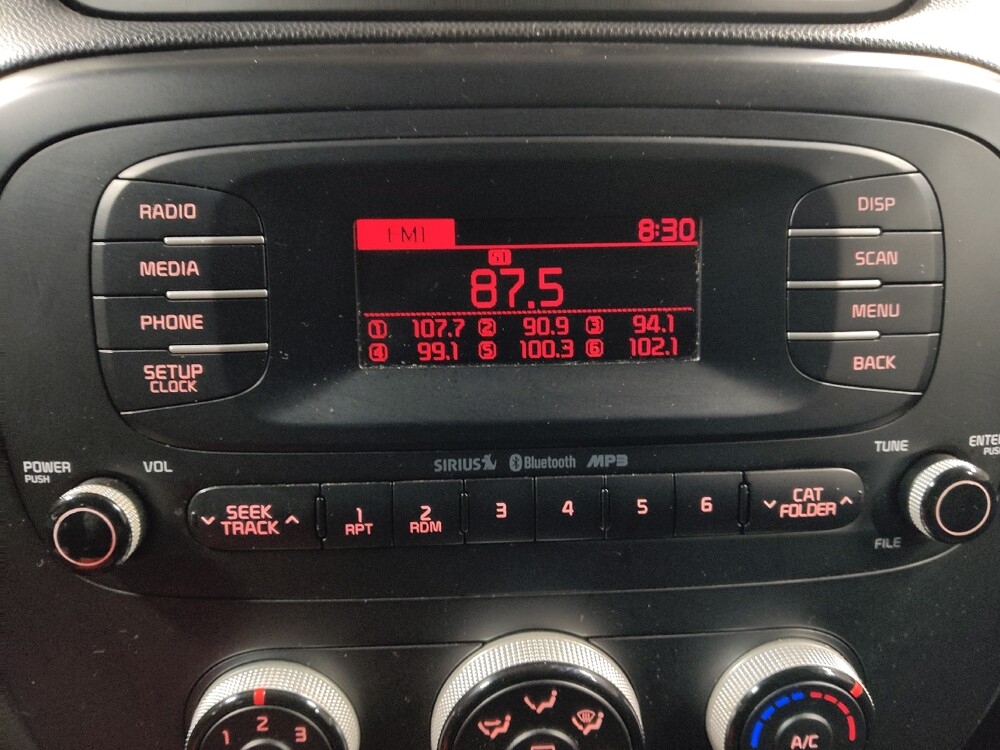 RADIO
MEDIA
PHONE
SETUP
CLOCK
FM1
8:30
87.5
1 107.7 2 90.9 3 94.1
4 99.1 5 100.3 6 102.1
DISP
SCAN
MENU
BACK
POWER
PUSH
VOL
SIRIUS Bluetooth MP3
TUNE
SEEK
TRACK
1
RPT
2
RDM
3
4
5
6
CAT
FOLDER
FILE
1 2 3
A/C